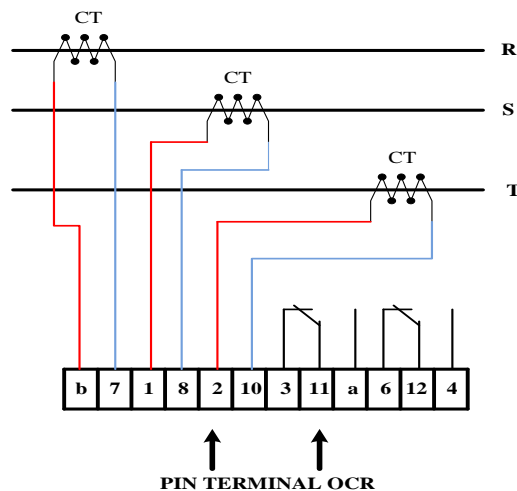 CT
R
CT
S
CT
T
b 7 1 8 2 10 3 11 a 6 12 4
PIN TERMINAL OCR